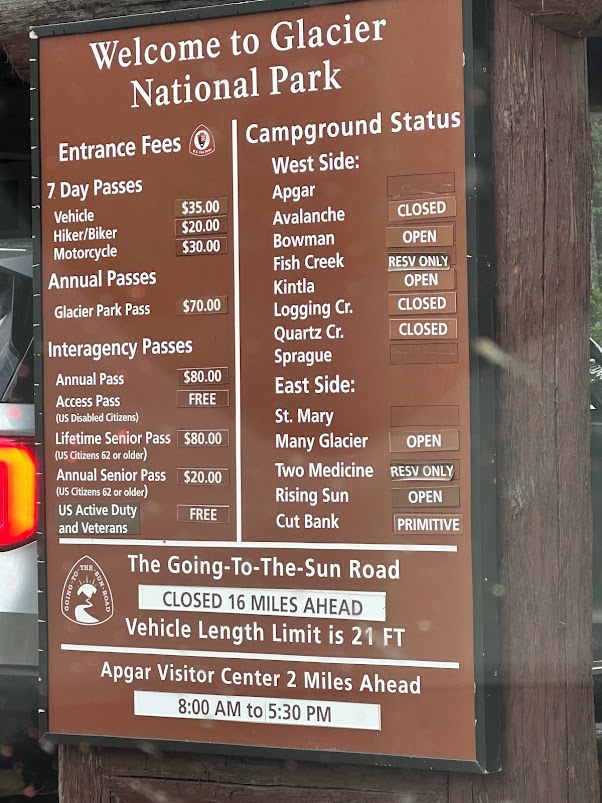 Welcome to Glacier
National Park
Entrance Fees
7 Day Passes
Vehicle $35.00
Hiker/Biker $20.00
Motorcycle $30.00
Annual Passes
Glacier Park Pass $70.00
Interagency Passes
Annual Pass $80.00
Access Pass FREE
(US Disabled Citizens)
Lifetime Senior Pass $80.00
(US Citizens 62 or older)
Annual Senior Pass $20.00
(US Citizens 62 or older)
US Active Duty
and Veterans FREE
Campground Status
West Side:
Apgar
Avalanche CLOSED
Bowman OPEN
Fish Creek RESV ONLY
Kintla OPEN
Logging Cr. CLOSED
Quartz Cr. CLOSED
Sprague
East Side:
St. Mary
Many Glacier OPEN
Two Medicine RESV ONLY
Rising Sun OPEN
Cut Bank PRIMITIVE
GOING-TO-THE-SUN-ROAD
The Going-To-The-Sun Road
CLOSED 16 MILES AHEAD
Vehicle Length Limit is 21 FT
Apgar Visitor Center 2 Miles Ahead
8:00 AM to 5:30 PM